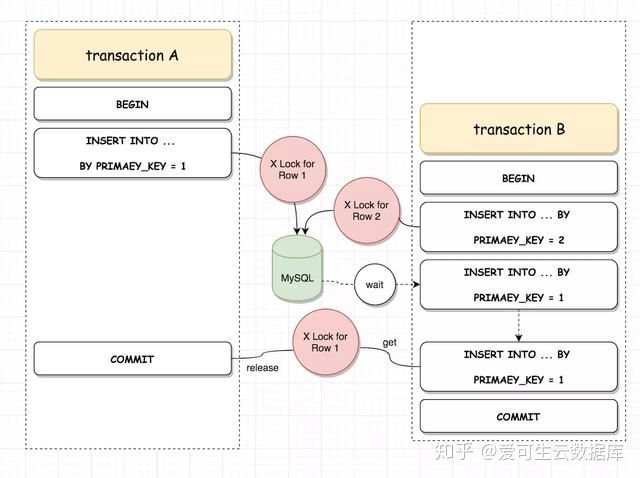 transaction A
BEGIN
INSERT INTO ...
BY PRIMAEY_KEY = 1
X Lock for
Row 1
transaction B
BEGIN
X Lock for
Row 2
INSERT INTO ... BY
PRIMAEY_KEY = 2
MySQL
wait
INSERT INTO ... BY
PRIMAEY_KEY = 1
COMMIT
release
X Lock for
Row 1
get
INSERT INTO ... BY
PRIMAEY_KEY = 1
COMMIT
知乎 @爱可生云数据库